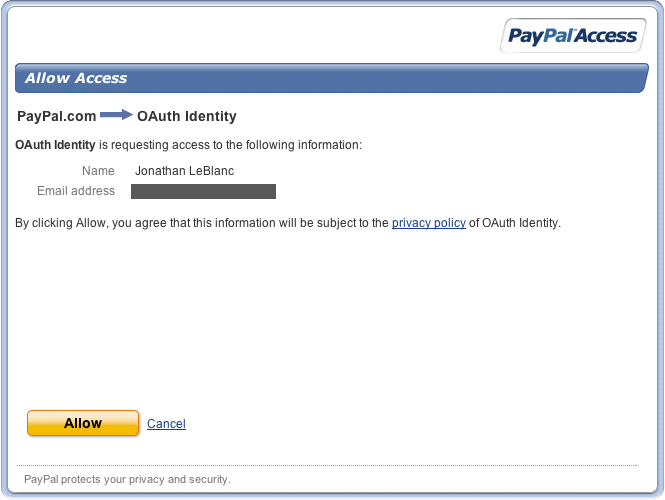 PayPal Access
Allow Access
PayPal.com OAuth Identity
OAuth Identity is requesting access to the following information:
Name Jonathan LeBlanc
Email address
By clicking Allow, you agree that this information will be subject to the privacy policy of OAuth Identity.
Allow Cancel
PayPal protects your privacy and security.